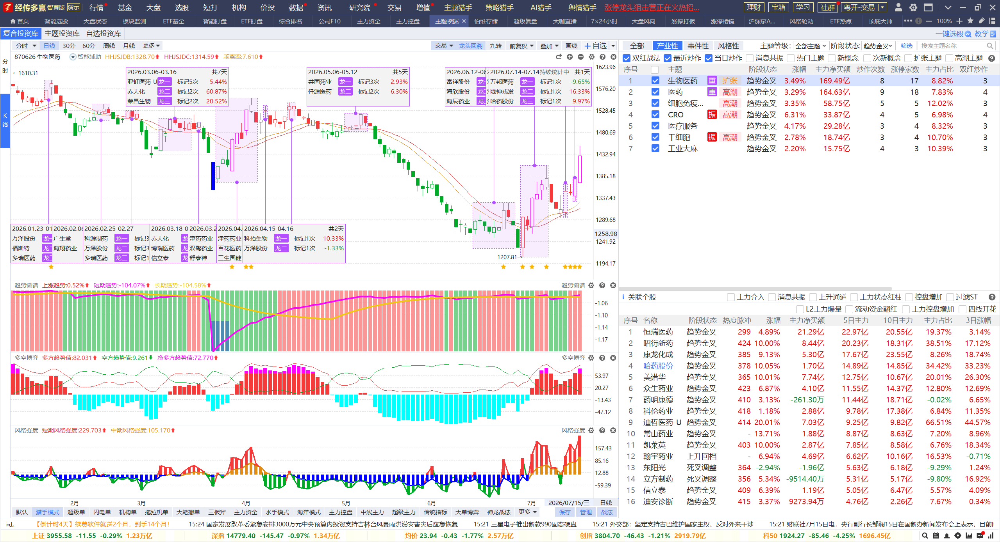 经传多赢 智尊版 演示 行情 基金 大盘 选股 短打 机构 价投 数据 资讯 研究院 交易 增值 主题猎手 策略猎手 AI猎手 舆情猎手 涨停龙头狙击营正在火热招... 理财 宝箱 学习 社群 粤开-交易
首页 智能选股 大盘状态 板块监测 ETF基金 智能盯盘 ETF盯盘 综合排名 公司F10 主力资金 主力控盘 主题挖掘 佰维存储 超级复盘 大咖直播 7×24小时 大盘风向 涨停打板 涨停棱镜 沪深京A... 风格轮动 ETF热点 顶底大师 100%
复合投资库 主题投资库 自选投资库 一键选股 教学
分时 日线 30分 60分 周线 月线 更多 交易 龙头回溯 九转 前复权 叠加 画线 自选
分时
K线
870626 生物医药 智能辅助 HHJSJDB:1328.70 HHJSJDC:1314.59 乖离率:7.610
←1610.31
2026.03.06-03.16 共7天
亚虹医药-U 龙一 标记5次 5.44%
赤天化 龙二 标记2次 60.87%
荣昌生物 龙三 标记2次 20.52%
2026.05.06-05.12 共5天
共同药业 龙一 标记3次 2.93%
仟源医药 龙二 标记2次 6.30%
2026.06.12-06
富祥股份
海欣股份
海辰药业
2026.07.14-07.14持续统计中 共1天
万邦医药 龙一 标记1次 -9.65%
陇神戎发 龙二 标记1次 16.33%
哈药股份 龙三 标记1次 9.97%
1623.96
1576.20
1528.45
1480.69
1432.94
1385.18
1337.43
1289.68
1258.98
1241.92
1194.17
1207.81→
2026.01.23-01
万泽股份 龙一
福斯特 龙二
多瑞医药 龙三
2026.02.06
广生堂
海翔药业
2026.02.25-02.27
科源制药 龙一 标记3
万泽股份 龙二 标记3
多瑞医药 龙三 标记1
2026.03.18-0
赤天化 龙
博瑞医药 龙
信立泰 龙
2026.03.2
津药药业
双鹭药业
舒泰神
2026.04.
津药药业
百花医药
三生国健
2026.04.15-04.16 共2天
科拓生物 龙一 标记1次 10.33%
万泽股份 龙二 标记1次 -1.33%
趋势图谱 上涨趋势:0.52% 短期趋势:-104.07% 长期趋势:-104.58% 趋势图谱
-1.06
-1.10
-1.14
-1.17
多空博弈 多方趋势值:82.031 空方趋势值:9.261 净多方趋势值:72.770 多空博弈
53.97
20.27
-13.43
-47.12
风格强度 短期风格强度:229.703 中期风格强度:105.170 风格强度
157.43
85.16
12.88
-59.39
2月 3月 4月 5月 6月 7月 2026/07/15/三 日线
默认 猎手模式 超级单 闪电单 机构单 拖拉机单 大笔撤单 三板斧 主力资金 水手模式 海洋模式 主力控盘 中线主力 超级主力 传统指标 大单博弈 神龙战法 更多 保存 管理 战法
全部 产业性 事件性 风格性 主题等级: 全部主题 阶段状态: 趋势金叉 筛选 搜索主题名称
双红战法 最近炒作 当日炒作 消息共振 热门主题 新概念 次新概念 扩张主题 高潮主题
序号 主题 阶段状态 涨幅 主力净买额 炒作次数 涨停家数 主力占比 双红炒作
1 生物医药 重 扩张 趋势金叉 3.49% 169.49亿 8 17 8.82% 3
2 医药 重 高潮 趋势金叉 3.29% 164.63亿 9 18 7.83% 4
3 细胞免疫... 高潮 趋势金叉 3.35% 58.75亿 5 5 12.02% 3
4 CRO 振 高潮 趋势金叉 6.31% 33.87亿 4 5 6.98% 4
5 医疗服务 趋势金叉 4.17% 29.28亿 3 4 8.32% 3
6 干细胞 振 高潮 趋势金叉 2.78% 18.74亿 3 4 10.70% 3
7 工业大麻 趋势金叉 2.20% 15.75亿 4 3 10.39% 3
关联个股 主力介入 消息共振 上升通道 主力状态红柱 控盘增加 过滤ST
L2主力爆量 流动资金翻红 主力控盘增加 四线开花
序号 名称 阶段状态 热度脉冲 涨幅 主力净买额 5日主力 10日主力 主力占比 3日涨幅
1 恒瑞医药 趋势金叉 299 4.89% 21.29亿 22.97亿 20.55亿 19.37% 3.14%
2 昭衍新药 趋势金叉 424 10.00% 8.44亿 20.23亿 18.31亿 38.51% 17.12%
3 康龙化成 趋势金叉 385 9.13% 5.30亿 17.67亿 23.55亿 8.26% 18.74%
4 哈药股份 趋势金叉 378 10.05% 1.70亿 14.89亿 14.85亿 34.42% 33.23%
5 美诺华 趋势金叉 365 10.01% 7.74亿 12.75亿 10.67亿 20.01% 26.30%
6 众生药业 趋势金叉 423 6.87% 4.10亿 11.55亿 14.37亿 12.80% 12.69%
7 药明康德 趋势金叉 410 3.13% -261.30万 11.44亿 18.71亿 -0.02% 6.65%
8 科伦药业 趋势金叉 418 1.18% 2.88亿 9.78亿 17.38亿 6.84% 11.35%
9 迪哲医药-U 趋势金叉 414 20.01% 7.03亿 9.25亿 9.82亿 66.51% 44.57%
10 常山药业 趋势金叉 - 13.71% 1.88亿 8.87亿 8.63亿 7.20% 8.96%
11 凯莱英 趋势金叉 403 10.00% 2.87亿 7.85亿 8.58亿 6.76% 18.34%
12 翰宇药业 上升回档 - 6.94% 4.69亿 6.62亿 10.16亿 16.53% -0.71%
13 东阳光 死叉调整 364 -2.94% -1.96亿 5.63亿 6.18亿 -9.29% 1.24%
14 立方制药 死叉调整 356 5.34% -9514.40万 5.31亿 5.17亿 -9.80% 16.92%
15 信立泰 趋势金叉 409 6.39% 1.19亿 5.05亿 6.47亿 5.57% 4.09%
16 迪安诊断 趋势金叉 415 3.37% 9273.94万 4.76亿 2.26亿 7.67% 0.34%
司。 【倒计时4天】续费软件就送2个月，到手14个月！ 15:24 国家发展改革委紧急安排3000万元中央预算内投资支持吉林台风暴雨洪涝灾害灾后应急恢复 15:21 三星电子推出新款990固态硬盘 15:21 外交部：坚定支持古巴维护国家主权、反对外来干涉 15:21 财联社7月15日电，央行副行长邹澜15日在国新办新闻发布会上表示，目前
上证 3955.58 -11.55 -0.29% 1.23万亿 深指 14779.40 -145.47 -0.97% 1.34万亿 均价 23.94 -0.43 -1.77% 2.57万亿 创指 3804.70 -46.43 -1.21% 2919.79亿 科50 1924.27 -85.46 -4.25% 1696.45亿